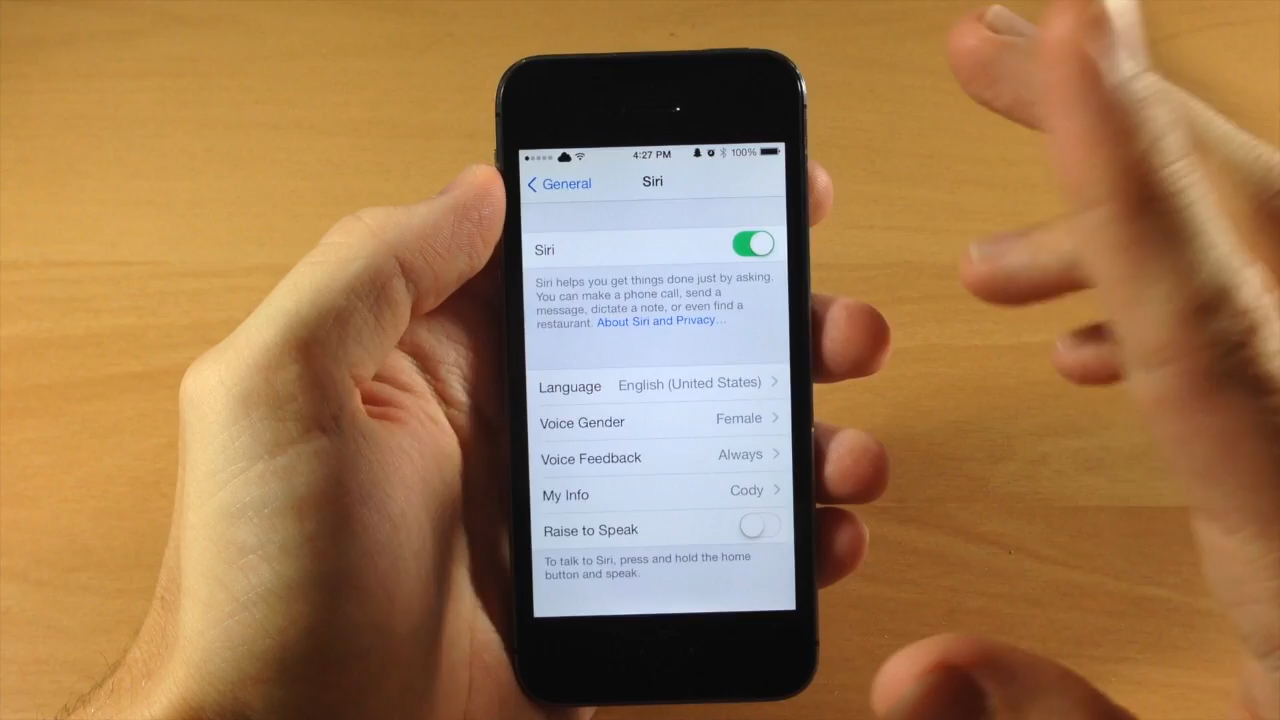 4:27 PM 100%
General Siri
Siri
Siri helps you get things done just by asking.
You can make a phone call, send a
message, dictate a note, or even find a
restaurant. About Siri and Privacy...
Language English (United States)
Voice Gender Female
Voice Feedback Always
My Info Cody
Raise to Speak
To talk to Siri, press and hold the home
button and speak.